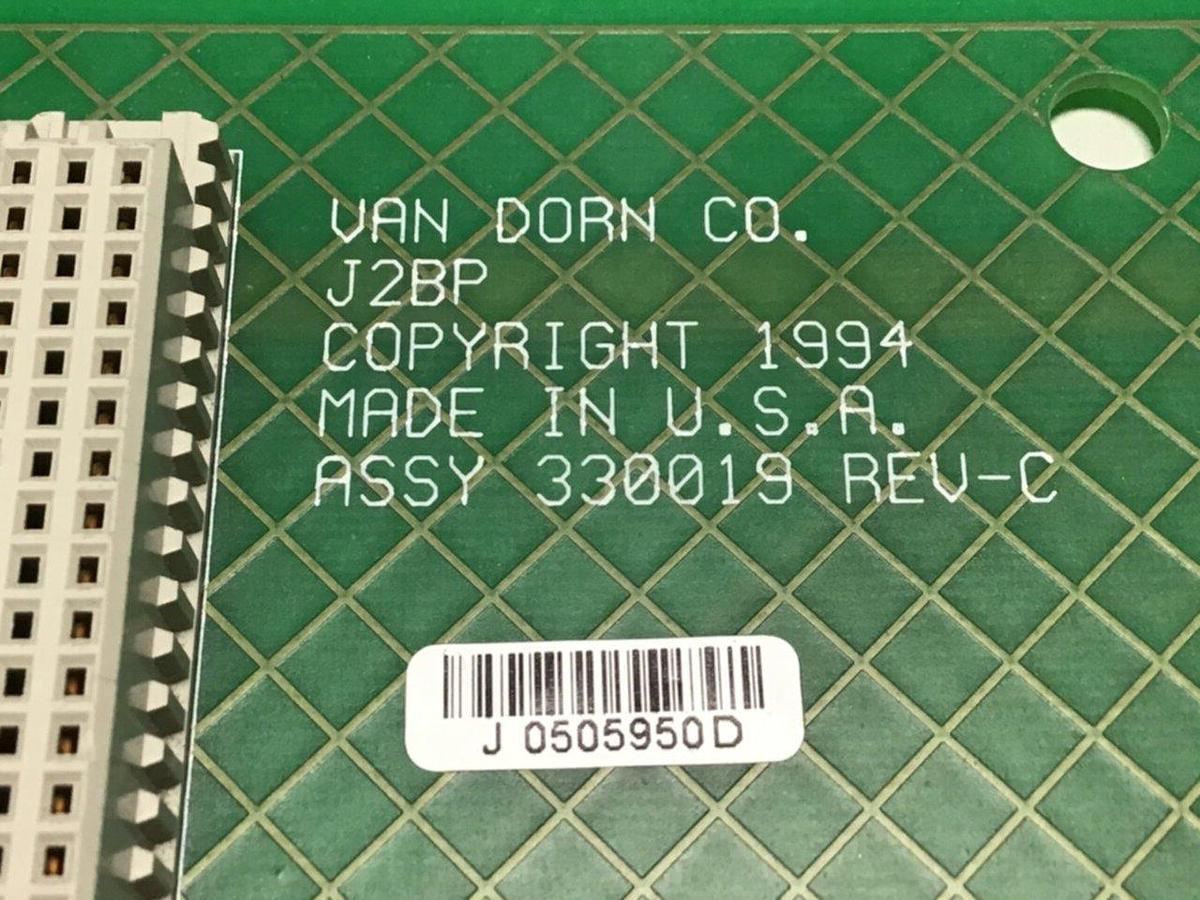 VAN DORN CO.
J2BP
COPYRIGHT 1994
MADE IN U.S.A.
ASSY 330019 REV-C
J 0505950D